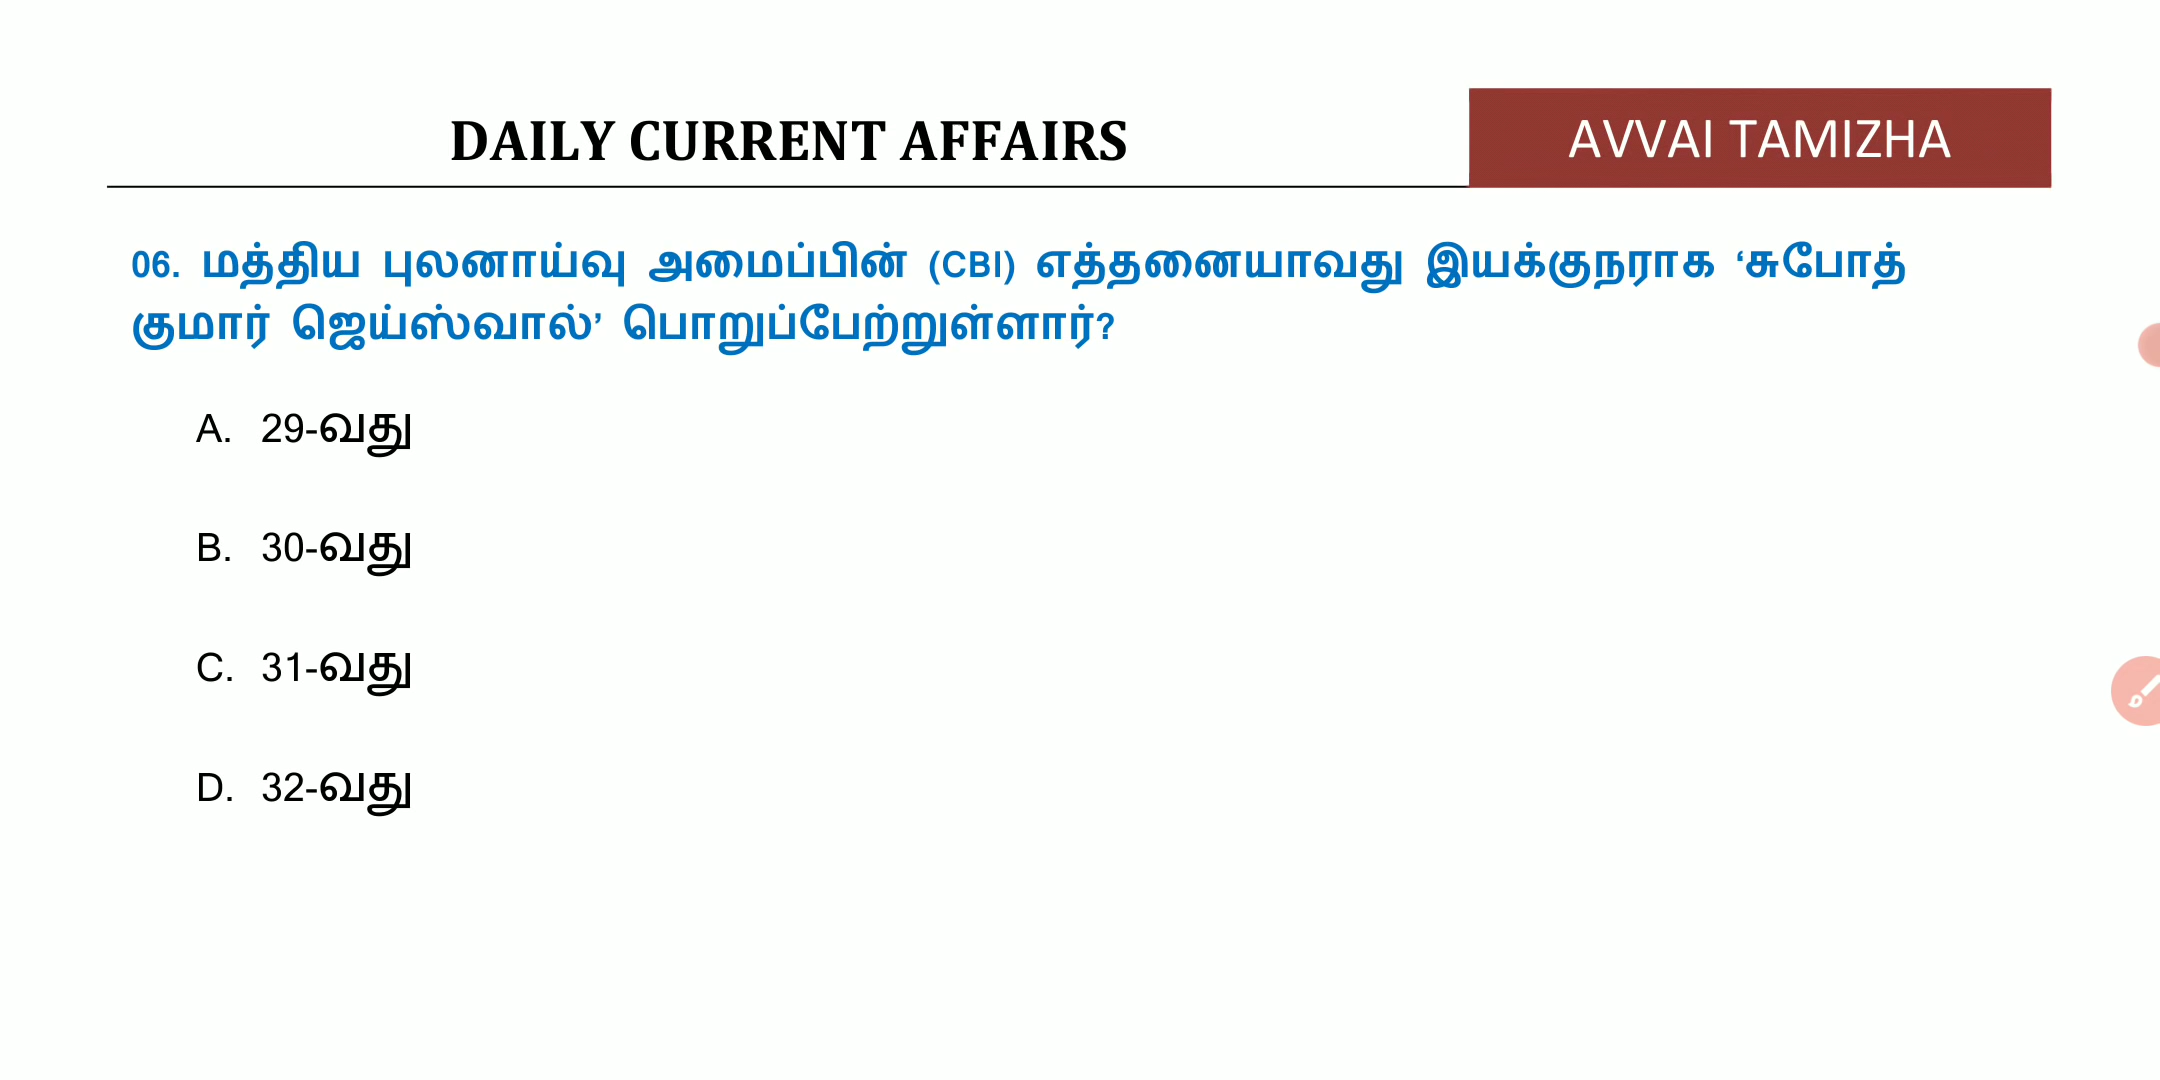 DAILY CURRENT AFFAIRS
AVVAI TAMIZHA
06. மத்திய புலனாய்வு அமைப்பின் (CBI) எத்தனையாவது இயக்குநராக ‘சுபோத்
குமார் ஜெய்ஸ்வால்’ பொறுப்பேற்றுள்ளார்?
A. 29-வது
B. 30-வது
C. 31-வது
D. 32-வது